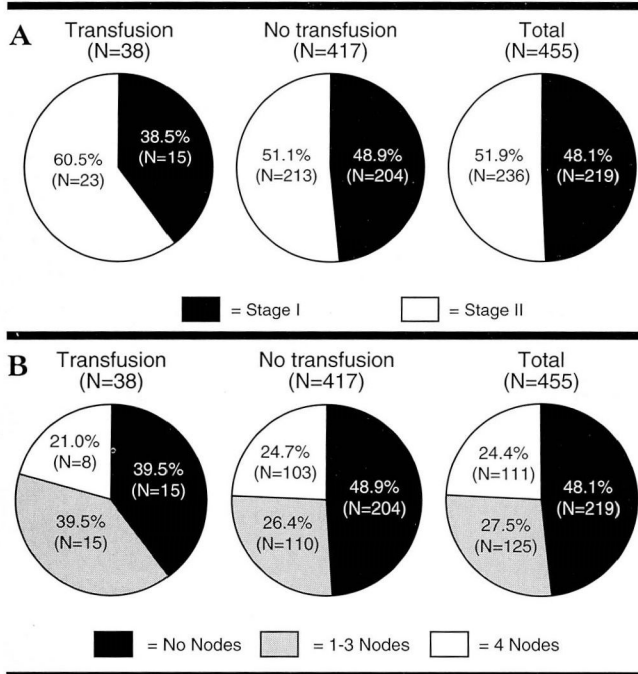 A
Transfusion
(N=38)
No transfusion
(N=417)
Total
(N=455)
60.5%
(N=23)
38.5%
(N=15)
51.1%
(N=213)
48.9%
(N=204)
51.9%
(N=236)
48.1%
(N=219)
= Stage I
= Stage II
B
Transfusion
(N=38)
No transfusion
(N=417)
Total
(N=455)
21.0%
(N=8)
39.5%
(N=15)
39.5%
(N=15)
24.7%
(N=103)
48.9%
(N=204)
26.4%
(N=110)
24.4%
(N=111)
48.1%
(N=219)
27.5%
(N=125)
= No Nodes
= 1-3 Nodes
= 4 Nodes